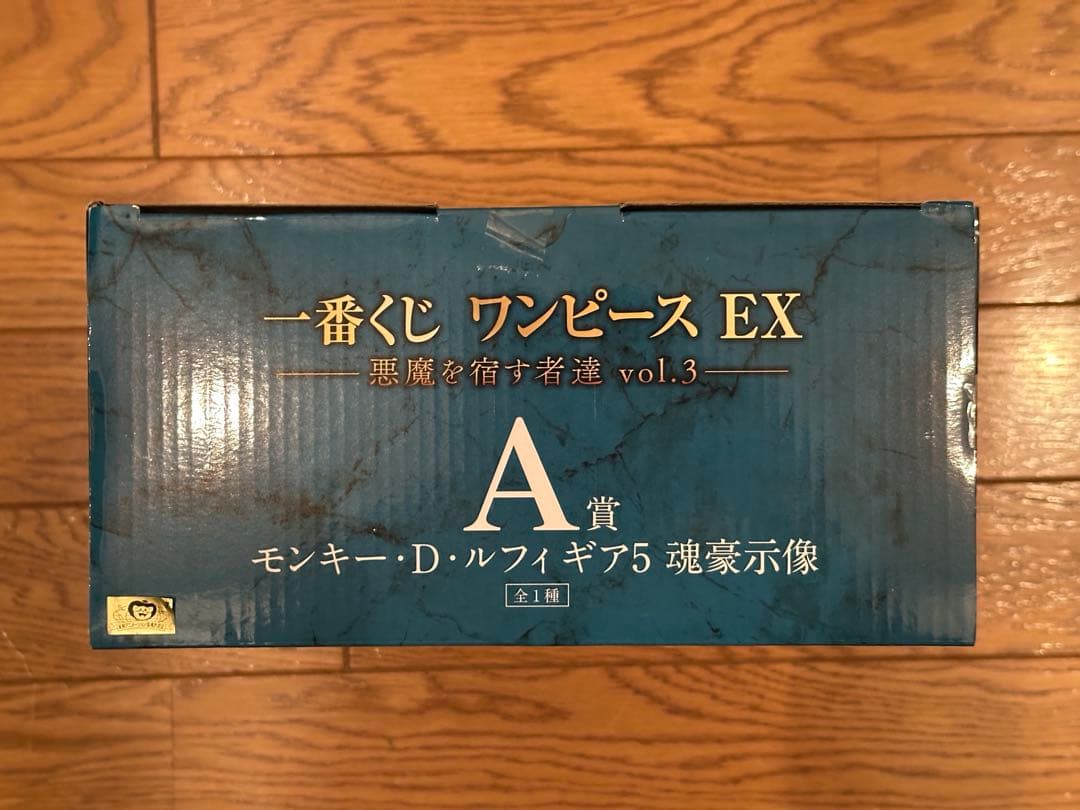 一番くじ ワンピース EX
悪魔を宿す者達 vol.3
A賞
モンキー・D・ルフィ ギア5 魂豪示像
全1種